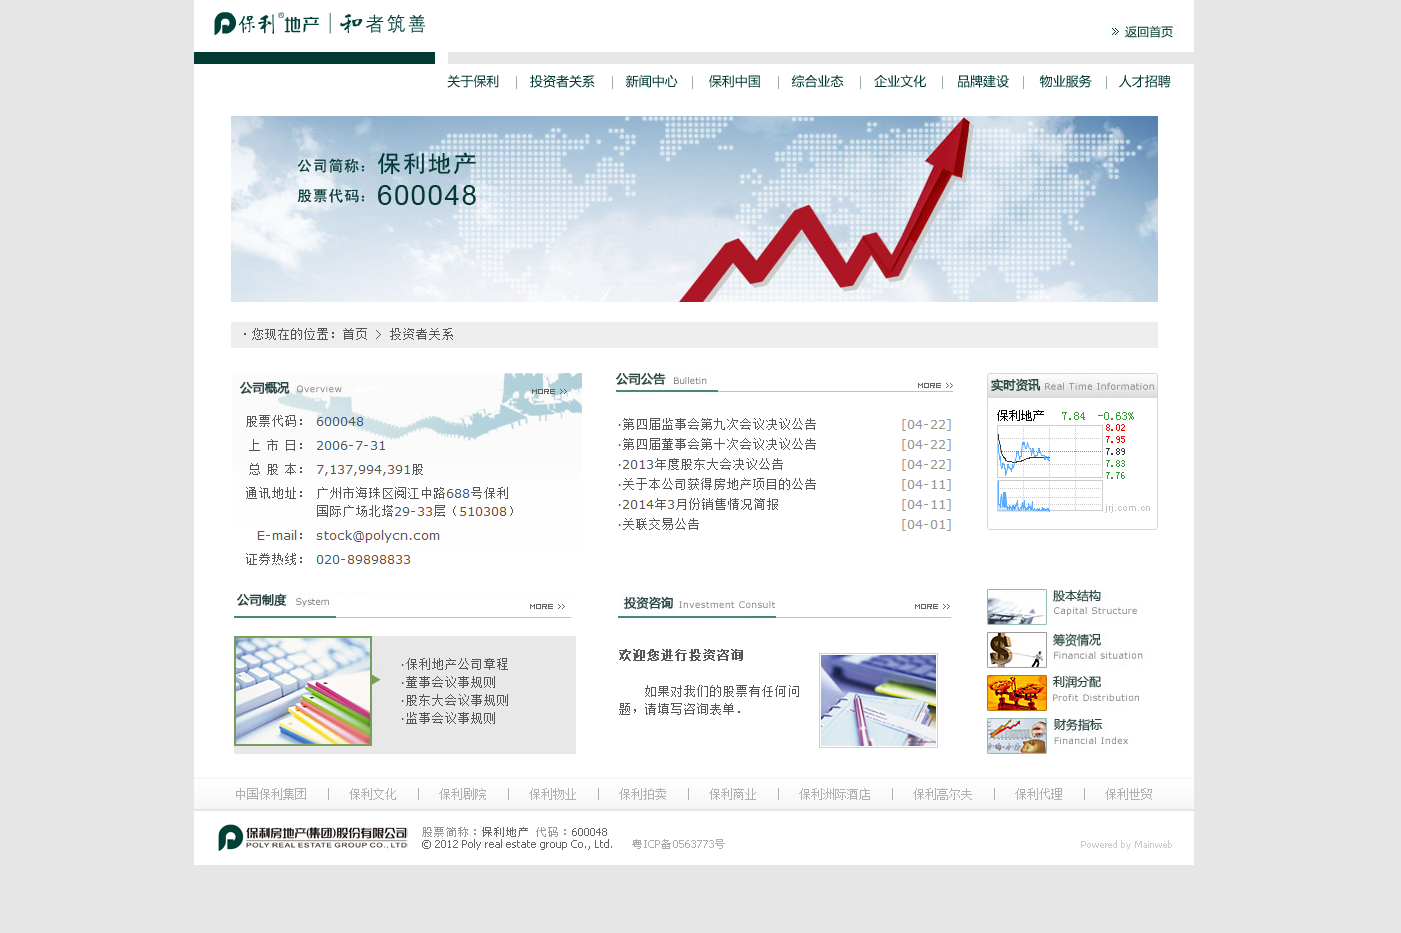 保利地产 | 和者筑善
» 返回首页
关于保利 | 投资者关系 | 新闻中心 | 保利中国 | 综合业态 | 企业文化 | 品牌建设 | 物业服务 | 人才招聘
公司简称：保利地产
股票代码：600048
· 您现在的位置：首页 > 投资者关系
公司概况 Overview MORE >>
股票代码： 600048
上 市 日： 2006-7-31
总 股 本： 7,137,994,391股
通讯地址： 广州市海珠区阅江中路688号保利
国际广场北塔29-33层（510308）
E-mail： stock@polycn.com
证券热线： 020-89898833
公司公告 Bulletin MORE >>
·第四届监事会第九次会议决议公告 [04-22]
·第四届董事会第十次会议决议公告 [04-22]
·2013年度股东大会决议公告 [04-22]
·关于本公司获得房地产项目的公告 [04-11]
·2014年3月份销售情况简报 [04-11]
·关联交易公告 [04-01]
实时资讯 Real Time Information
保利地产 7.84 -0.63%
8.02
7.95
7.89
7.83
7.76
jrj.com.cn
公司制度 System MORE >>
·保利地产公司章程
·董事会议事规则
·股东大会议事规则
·监事会议事规则
投资咨询 Investment Consult MORE >>
欢迎您进行投资咨询
如果对我们的股票有任何问
题，请填写咨询表单．
股本结构
Capital Structure
筹资情况
Financial situation
利润分配
Profit Distribution
财务指标
Financial Index
中国保利集团 | 保利文化 | 保利剧院 | 保利物业 | 保利拍卖 | 保利商业 | 保利洲际酒店 | 保利高尔夫 | 保利代理 | 保利世贸
保利房地产(集团)股份有限公司
POLY REAL ESTATE GROUP CO., LTD
股票简称：保利地产 代码：600048
© 2012 Poly real estate group Co., Ltd. 粤ICP备0563773号
Powered by Mainweb